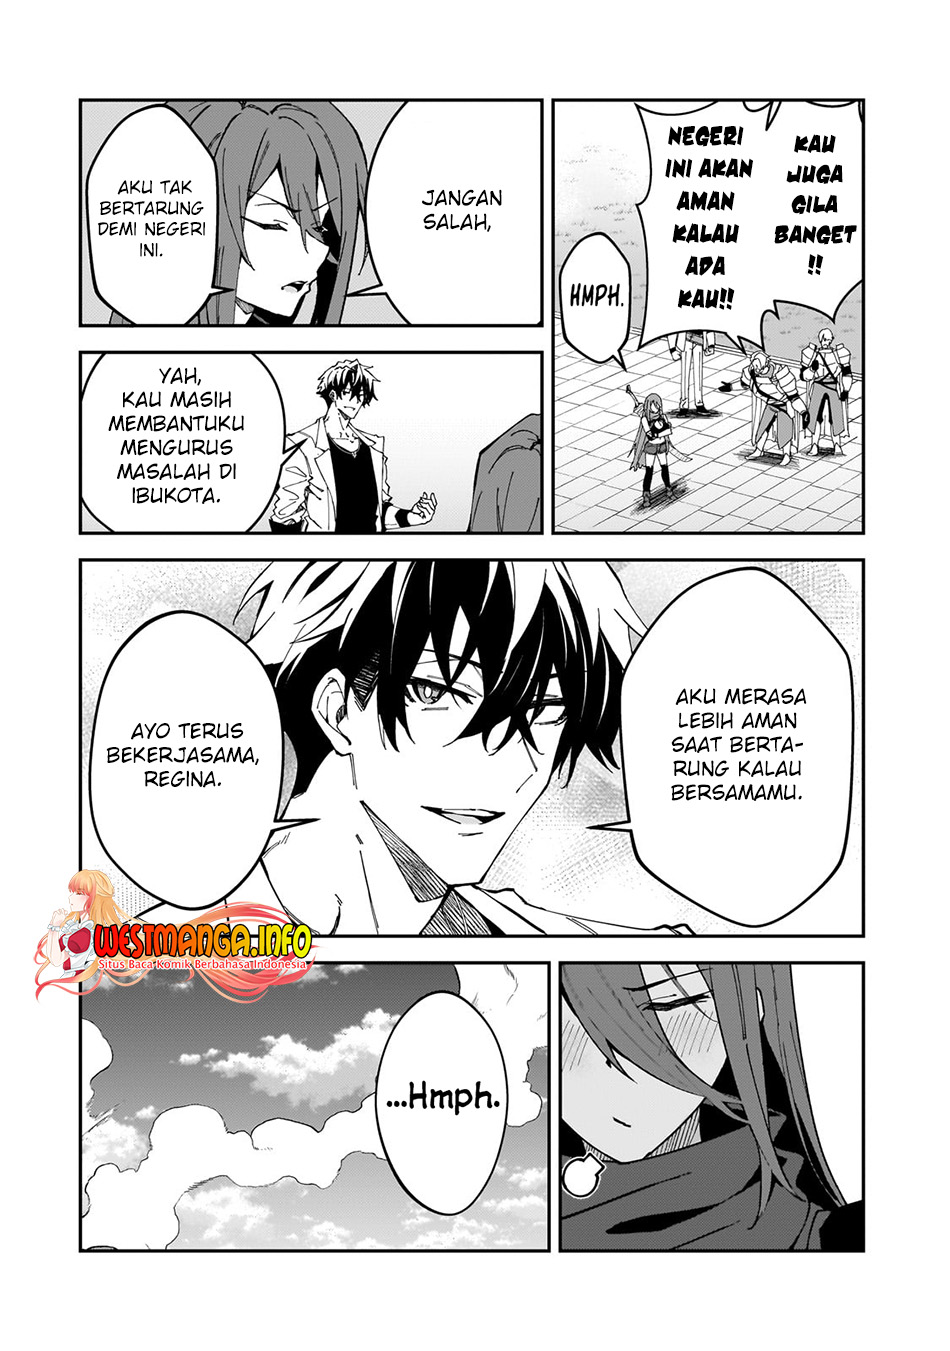 KAU
JUGA
GILA
BANGET
!!
NEGERI
INI AKAN
AMAN
KALAU
ADA
KAU!!
HMPH.
JANGAN
SALAH,
AKU TAK
BERTARUNG
DEMI NEGERI
INI.
YAH,
KAU MASIH
MEMBANTUKU
MENGURUS
MASALAH DI
IBUKOTA.
AKU MERASA
LEBIH AMAN
SAAT BERTA-
RUNG KALAU
BERSAMAMU.
AYO TERUS
BEKERJASAMA,
REGINA.
WESTMANGA.INFO
Situs Baca Komik Berbahasa Indonesia
...Hmph.